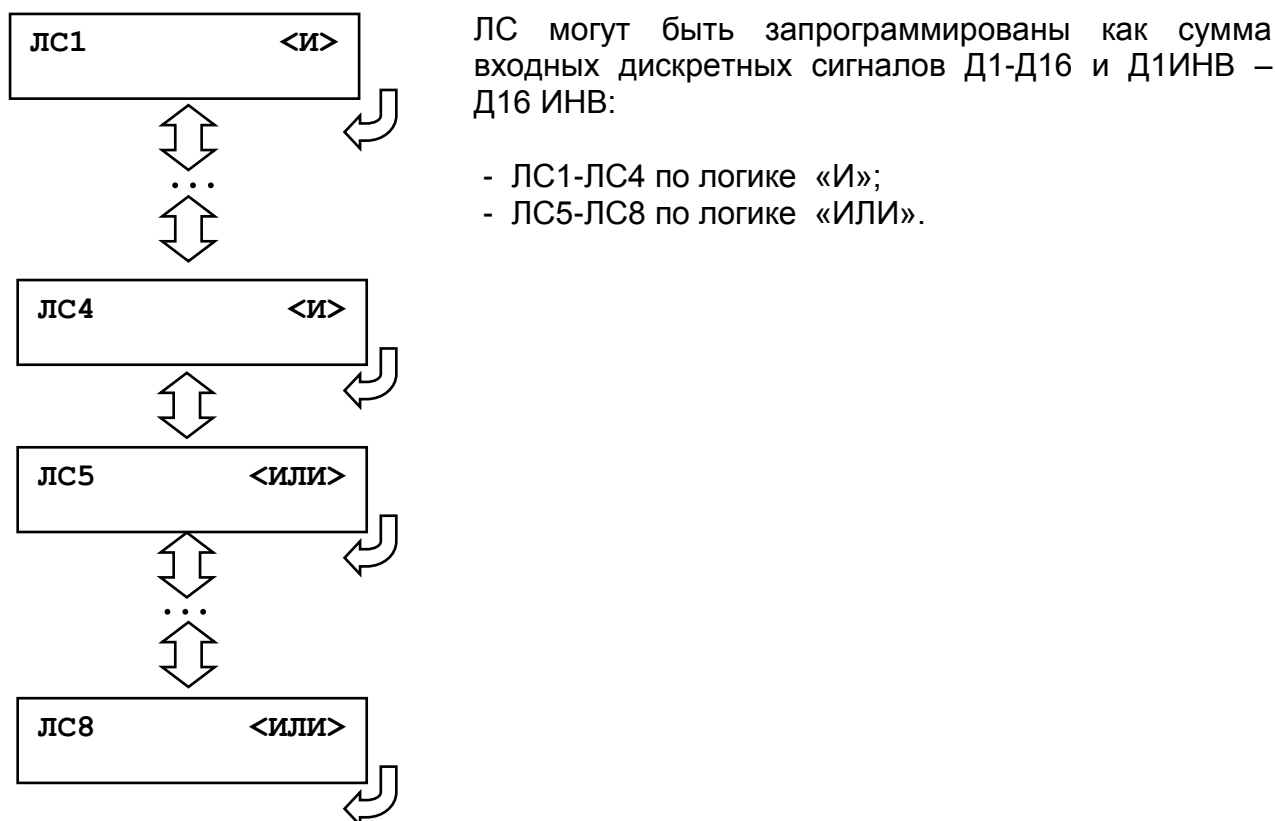 ЛС1 <И>
ЛС могут быть запрограммированы как сумма
входных дискретных сигналов Д1-Д16 и Д1ИНВ –
Д16 ИНВ:
- ЛС1-ЛС4 по логике «И»;
- ЛС5-ЛС8 по логике «ИЛИ».
...
ЛС4 <И>
ЛС5 <ИЛИ>
...
ЛС8 <ИЛИ>